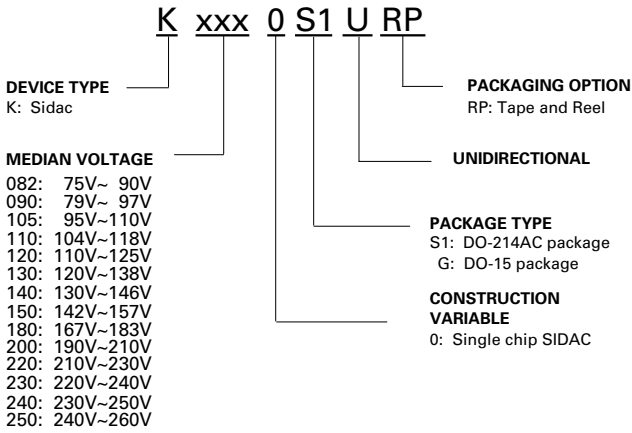 K xxx 0 S1 U RP
DEVICE TYPE
K: Sidac
MEDIAN VOLTAGE
082: 75V~ 90V
090: 79V~ 97V
105: 95V~110V
110: 104V~118V
120: 110V~125V
130: 120V~138V
140: 130V~146V
150: 142V~157V
180: 167V~183V
200: 190V~210V
220: 210V~230V
230: 220V~240V
240: 230V~250V
250: 240V~260V
PACKAGING OPTION
RP: Tape and Reel
UNIDIRECTIONAL
PACKAGE TYPE
S1: DO-214AC package
G: DO-15 package
CONSTRUCTION
VARIABLE
0: Single chip SIDAC